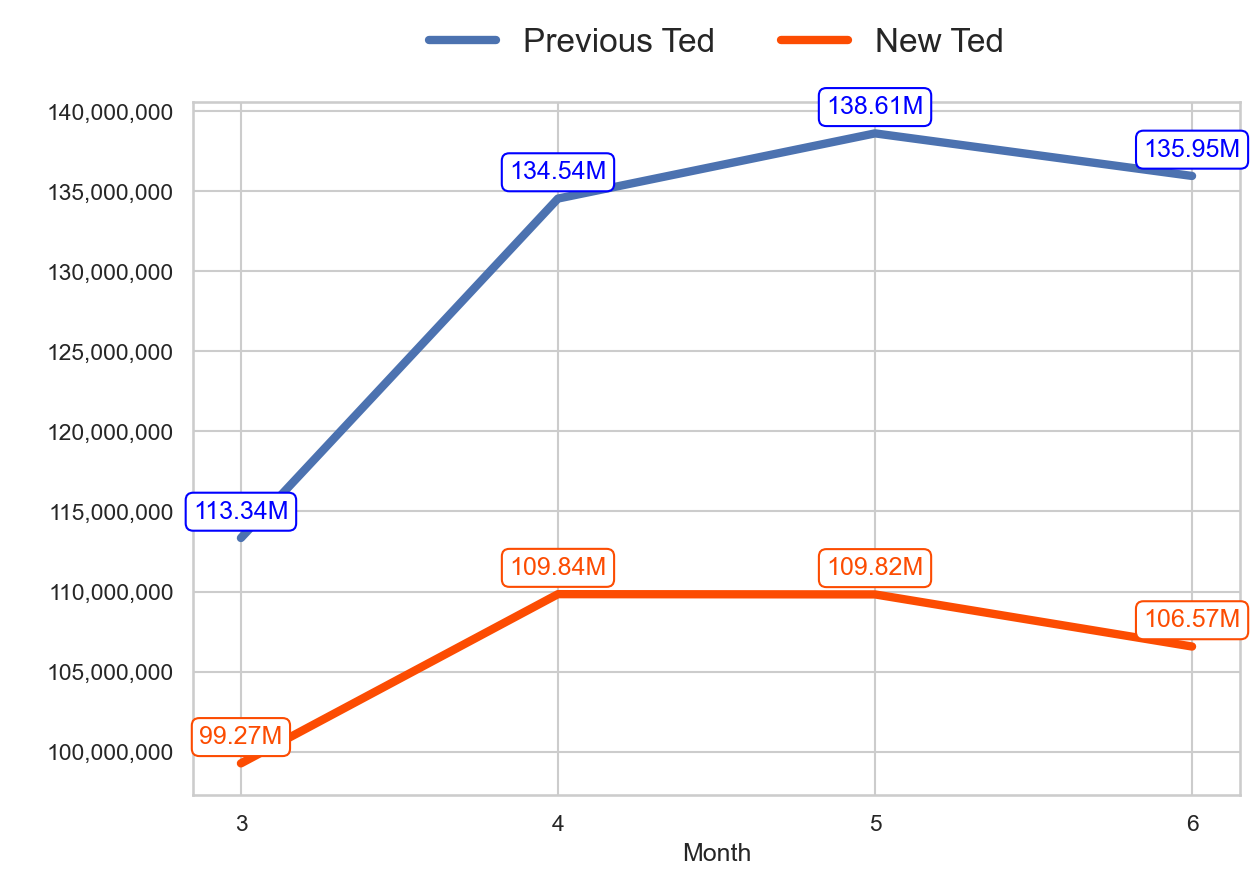 Previous Ted New Ted
140,000,000
138.61M
135.95M
134.54M
135,000,000
130,000,000
125,000,000
120,000,000
113.34M
115,000,000
109.84M
109.82M
110,000,000
106.57M
105,000,000
99.27M
100,000,000
3 4 5 6
Month